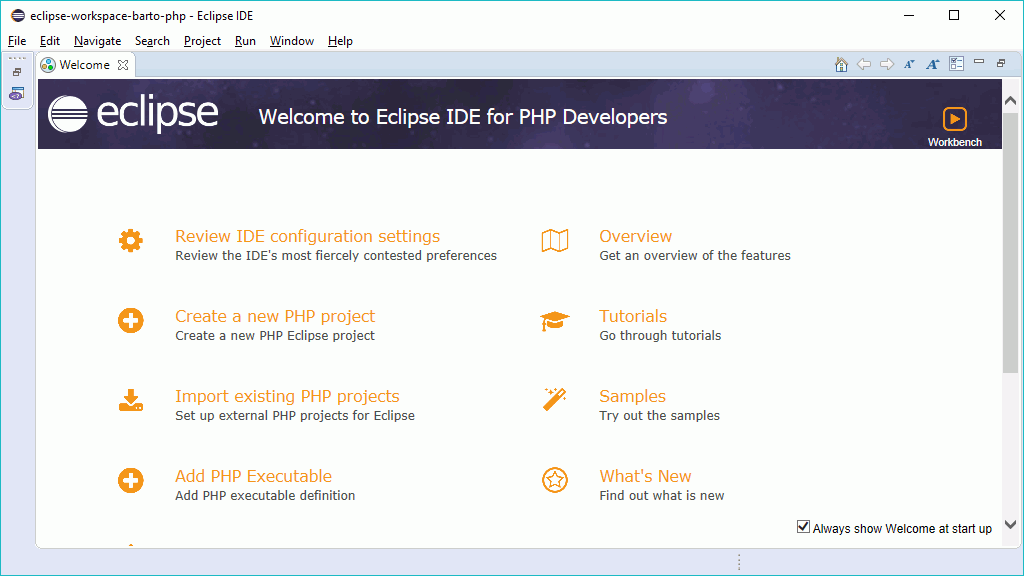 eclipse-workspace-barto-php - Eclipse IDE
File Edit Navigate Search Project Run Window Help
Welcome
eclipse
Welcome to Eclipse IDE for PHP Developers
Workbench
Review IDE configuration settings
Review the IDE's most fiercely contested preferences
Overview
Get an overview of the features
Create a new PHP project
Create a new PHP Eclipse project
Tutorials
Go through tutorials
Import existing PHP projects
Set up external PHP projects for Eclipse
Samples
Try out the samples
Add PHP Executable
Add PHP executable definition
What's New
Find out what is new
Always show Welcome at start up